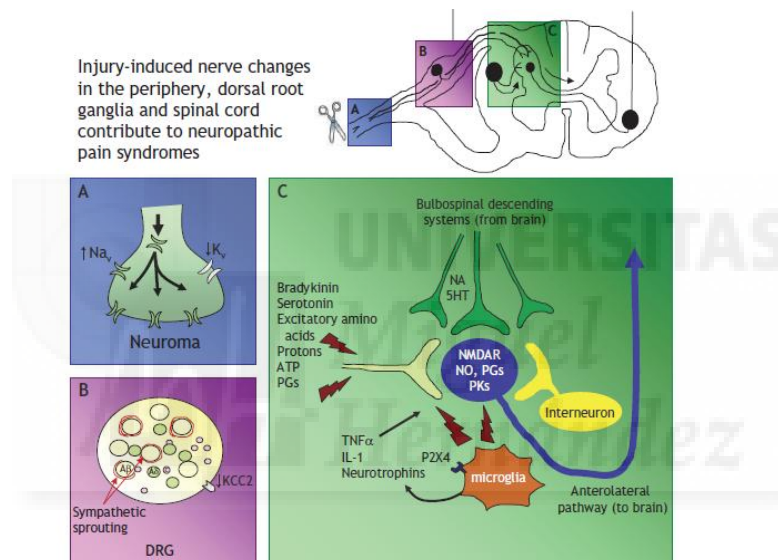 Injury-induced nerve changes
in the periphery, dorsal root
ganglia and spinal cord
contribute to neuropathic
pain syndromes
A
B
C
A
↑Naᵥ
↓Kᵥ
Neuroma
B
Aβ
Aδ
C
↓KCC2
Sympathetic
sprouting
DRG
C
Bulbospinal descending
systems (from brain)
NA
5HT
Bradykinin
Serotonin
Excitatory amino
acids
Protons
ATP
PGs
NMDAR
NO, PGs
PKs
Interneuron
TNFα
IL-1
Neurotrophins
P2X4
microglia
Anterolateral
pathway (to brain)
UNIVERSITAS
Miguel
Hernández